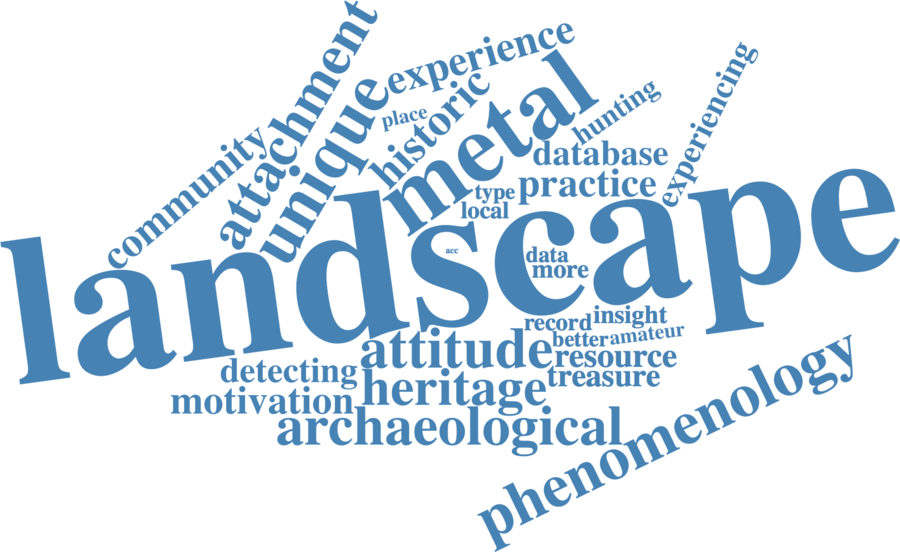 attachment
experience
unique
historic
place
metal
hunting
experiencing
community
database
practice
type
local
landscape
acc
data
more
record
insight
better
amateur
attitude
resource
detecting
heritage
treasure
motivation
archaeological
phenomenology